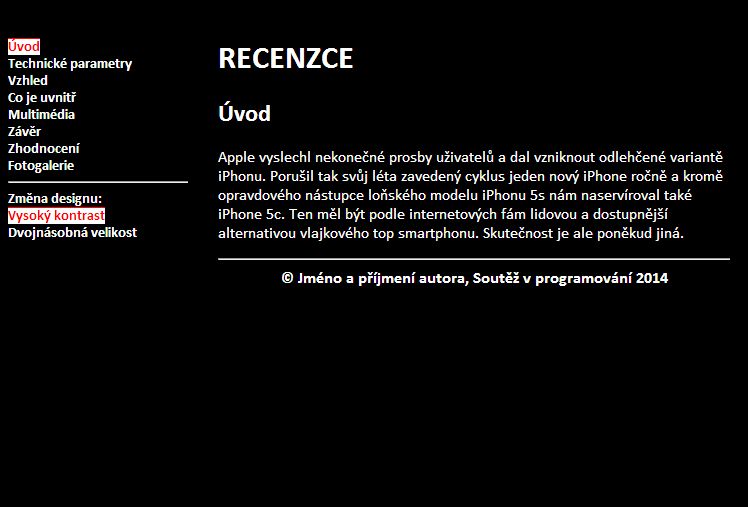 Úvod
Technické parametry
Vzhled
Co je uvnitř
Multimédia
Závěr
Zhodnocení
Fotogalerie
Změna designu:
Vysoký kontrast
Dvojnásobná velikost
RECENZCE
Úvod
Apple vyslechl nekonečné prosby uživatelů a dal vzniknout odlehčené variantě
iPhonu. Porušil tak svůj léta zavedený cyklus jeden nový iPhone ročně a kromě
opravdového nástupce loňského modelu iPhonu 5s nám naservíroval také
iPhone 5c. Ten měl být podle internetových fám lidovou a dostupnější
alternativou vlajkového top smartphonu. Skutečnost je ale poněkud jiná.
© Jméno a příjmení autora, Soutěž v programování 2014